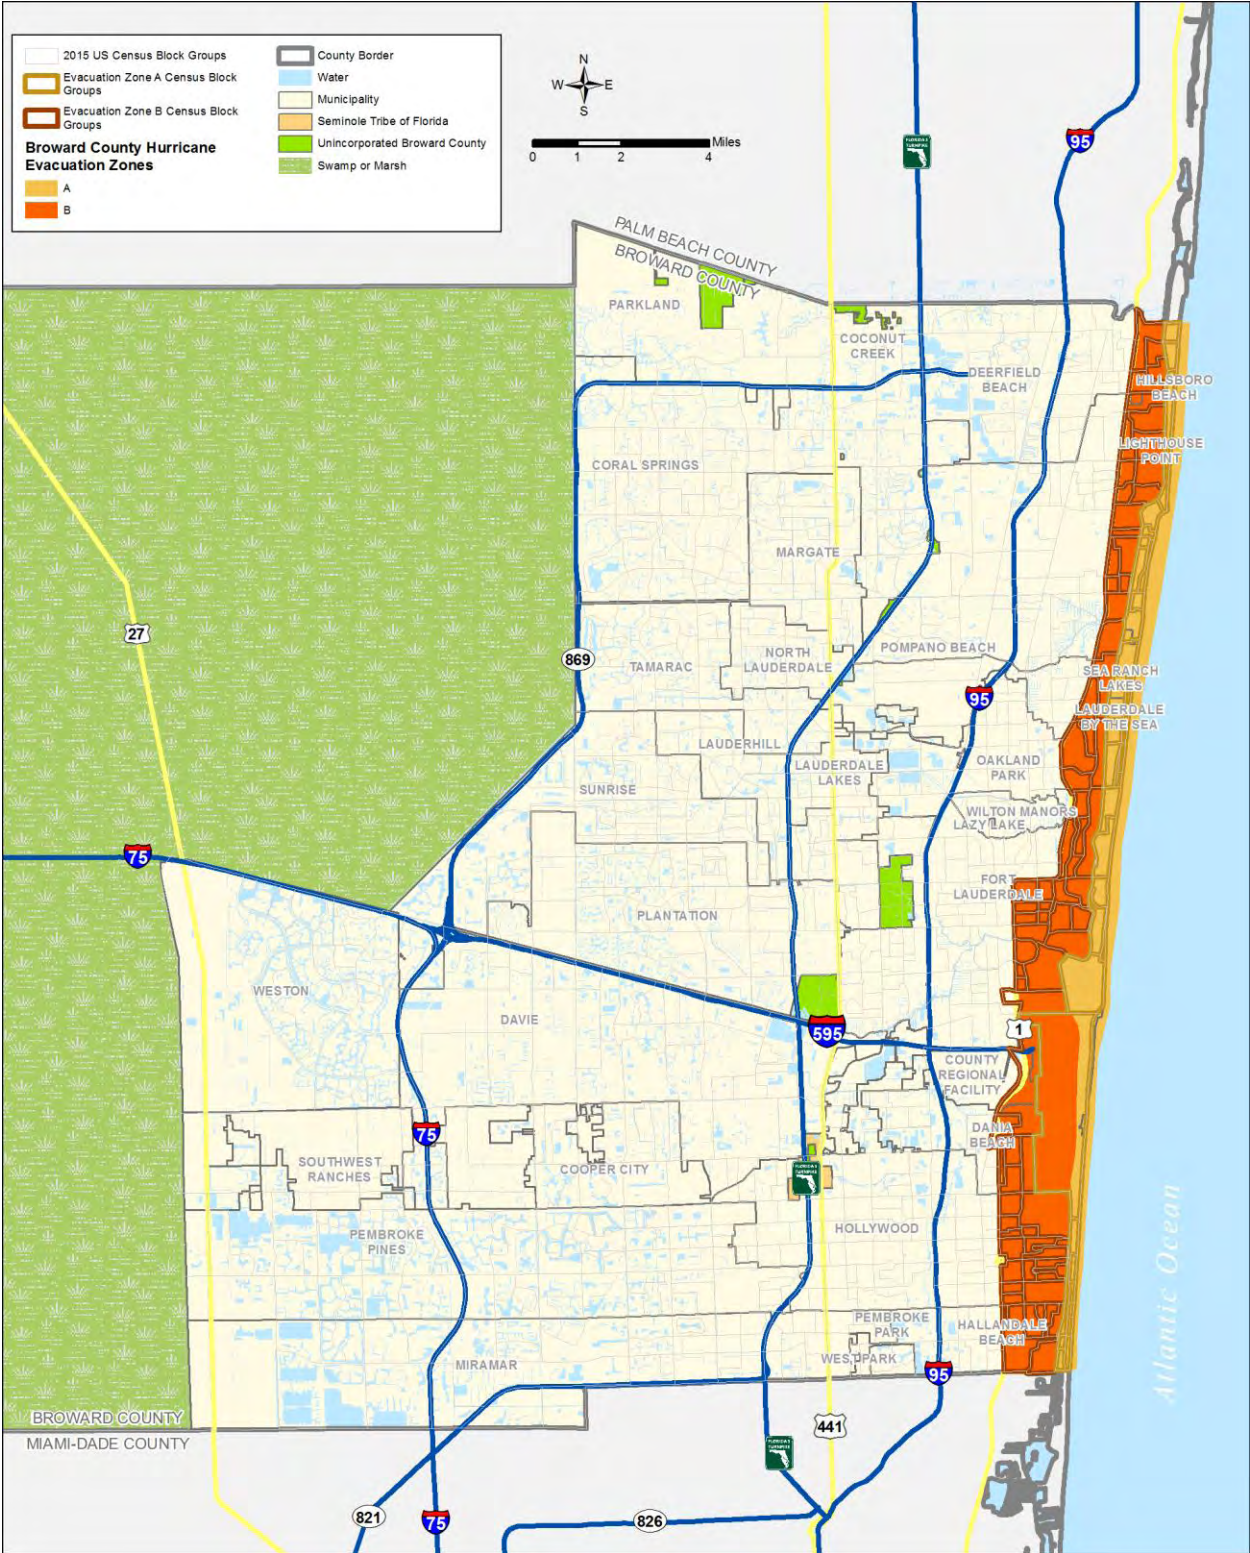 2015 US Census Block Groups
Evacuation Zone A Census Block
Groups
Evacuation Zone B Census Block
Groups
Broward County Hurricane
Evacuation Zones
A
B
County Border
Water
Municipality
Seminole Tribe of Florida
Unincorporated Broward County
Swamp or Marsh
N
W E
S
0 1 2 4 Miles
FLORIDA'S
TURNPIKE
95
PALM BEACH COUNTY
BROWARD COUNTY
PARKLAND
COCONUT
CREEK
DEERFIELD
BEACH
HILLSBORO
BEACH
LIGHTHOUSE
POINT
CORAL SPRINGS
MARGATE
27
869
TAMARAC
NORTH
LAUDERDALE
POMPANO BEACH
SEA RANCH
LAKES
95
LAUDERDALE
BY THE SEA
LAUDERHILL
LAUDERDALE
LAKES
OAKLAND
PARK
SUNRISE
WILTON MANORS
LAZY LAKE
75
FORT
LAUDERDALE
PLANTATION
WESTON
DAVIE
595
1
COUNTY
REGIONAL
FACILITY
75
DANIA
BEACH
SOUTHWEST
RANCHES
COOPER CITY
FLORIDA'S
TURNPIKE
HOLLYWOOD
PEMBROKE
PINES
Atlantic Ocean
PEMBROKE
PARK
HALLANDALE
BEACH
MIRAMAR
WEST PARK
95
BROWARD COUNTY
MIAMI-DADE COUNTY
441
FLORIDA'S
TURNPIKE
821
75
826